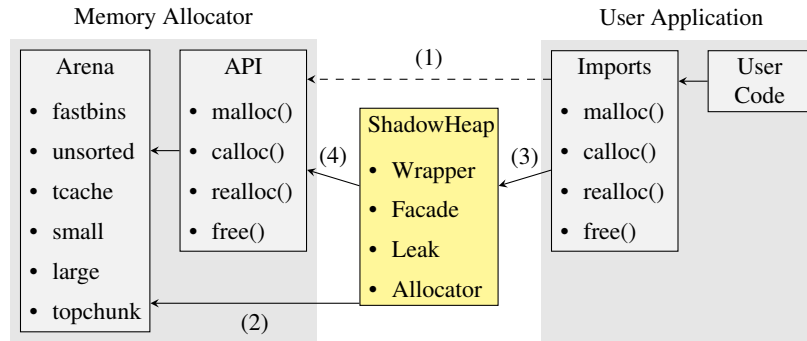 Memory Allocator
User Application
Arena
• fastbins
• unsorted
• tcache
• small
• large
• topchunk
API
• malloc()
• calloc()
• realloc()
• free()
(1)
(4)
(2)
ShadowHeap
• Wrapper
• Facade
• Leak
• Allocator
(3)
Imports
• malloc()
• calloc()
• realloc()
• free()
User
Code